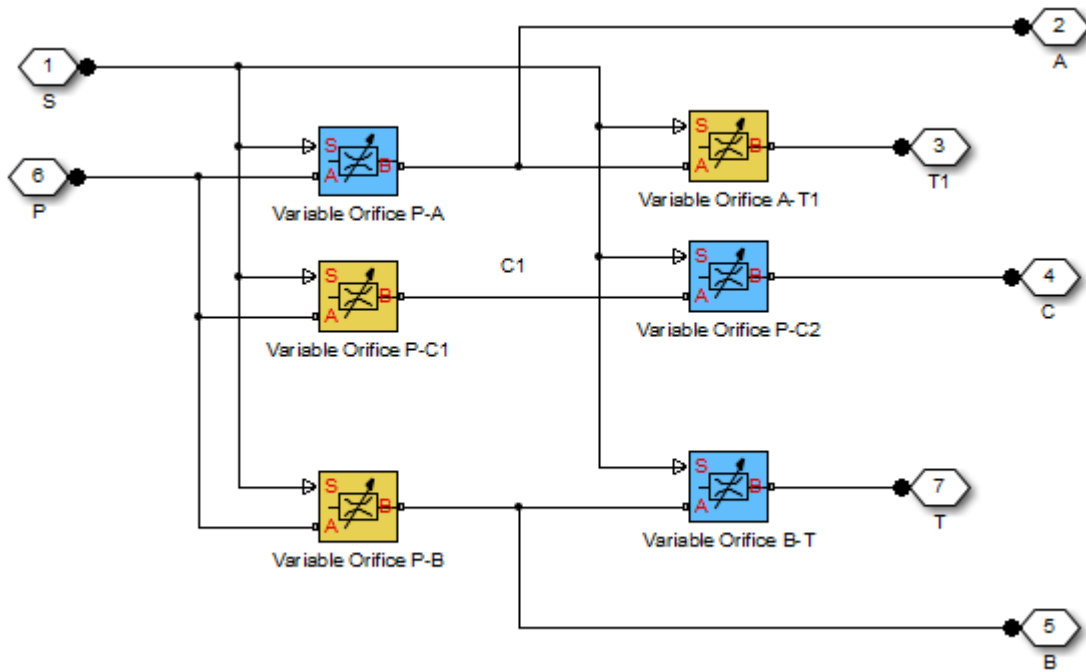 2
A
1
S
S
A
B
Variable Orifice P-A
S
A
B
Variable Orifice A-T1
3
T1
6
P
S
A
B
Variable Orifice P-C1
C1
S
A
B
Variable Orifice P-C2
4
C
S
A
B
Variable Orifice P-B
S
A
B
Variable Orifice B-T
7
T
5
B